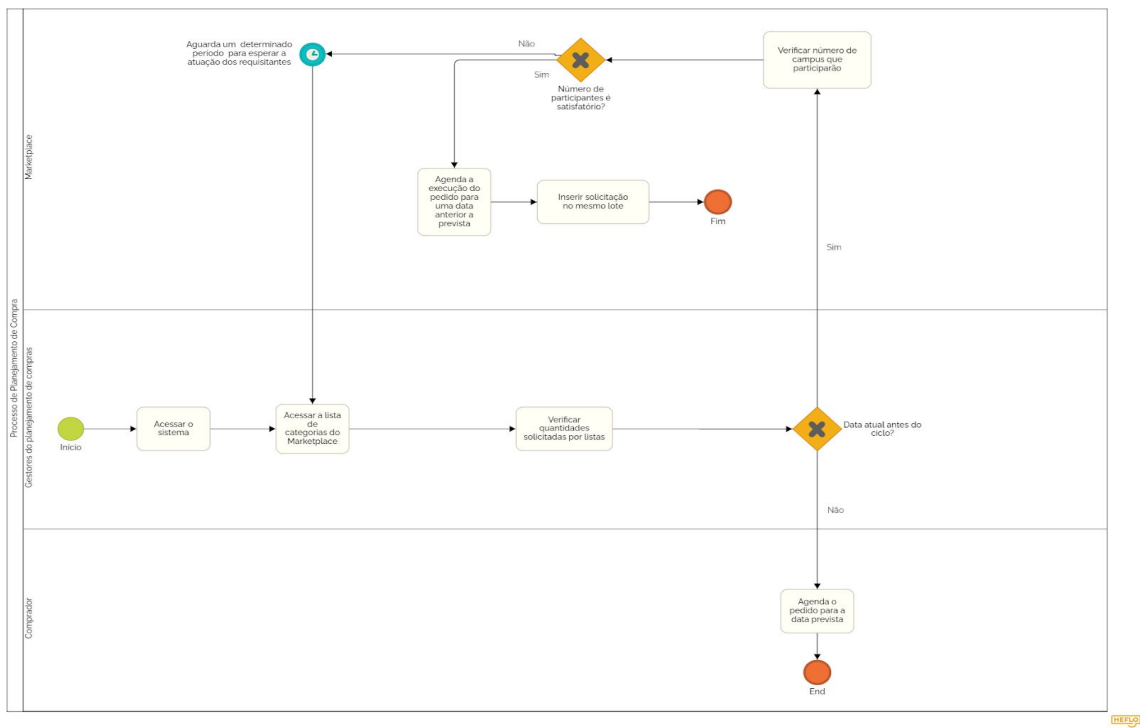 Processo de Planejamento de Compra
Marketplace
Aguarda um determinado
período para esperar a
atuação dos requisitantes
Não
Sim
Número de
participantes é
satisfatório?
Verificar número de
campus que
participarão
Agenda a
execução do
pedido para
uma data
anterior a
prevista
Inserir solicitação
no mesmo lote
Fim
Sim
Gestores do planejamento de compras
Início
Acessar o
sistema
Acessar a lista
de
categorias do
Marketplace
Verificar
quantidades
solicitadas por listas
Data atual antes do
ciclo?
Não
Comprador
Agenda o
pedido para a
data prevista
End
HEFLO